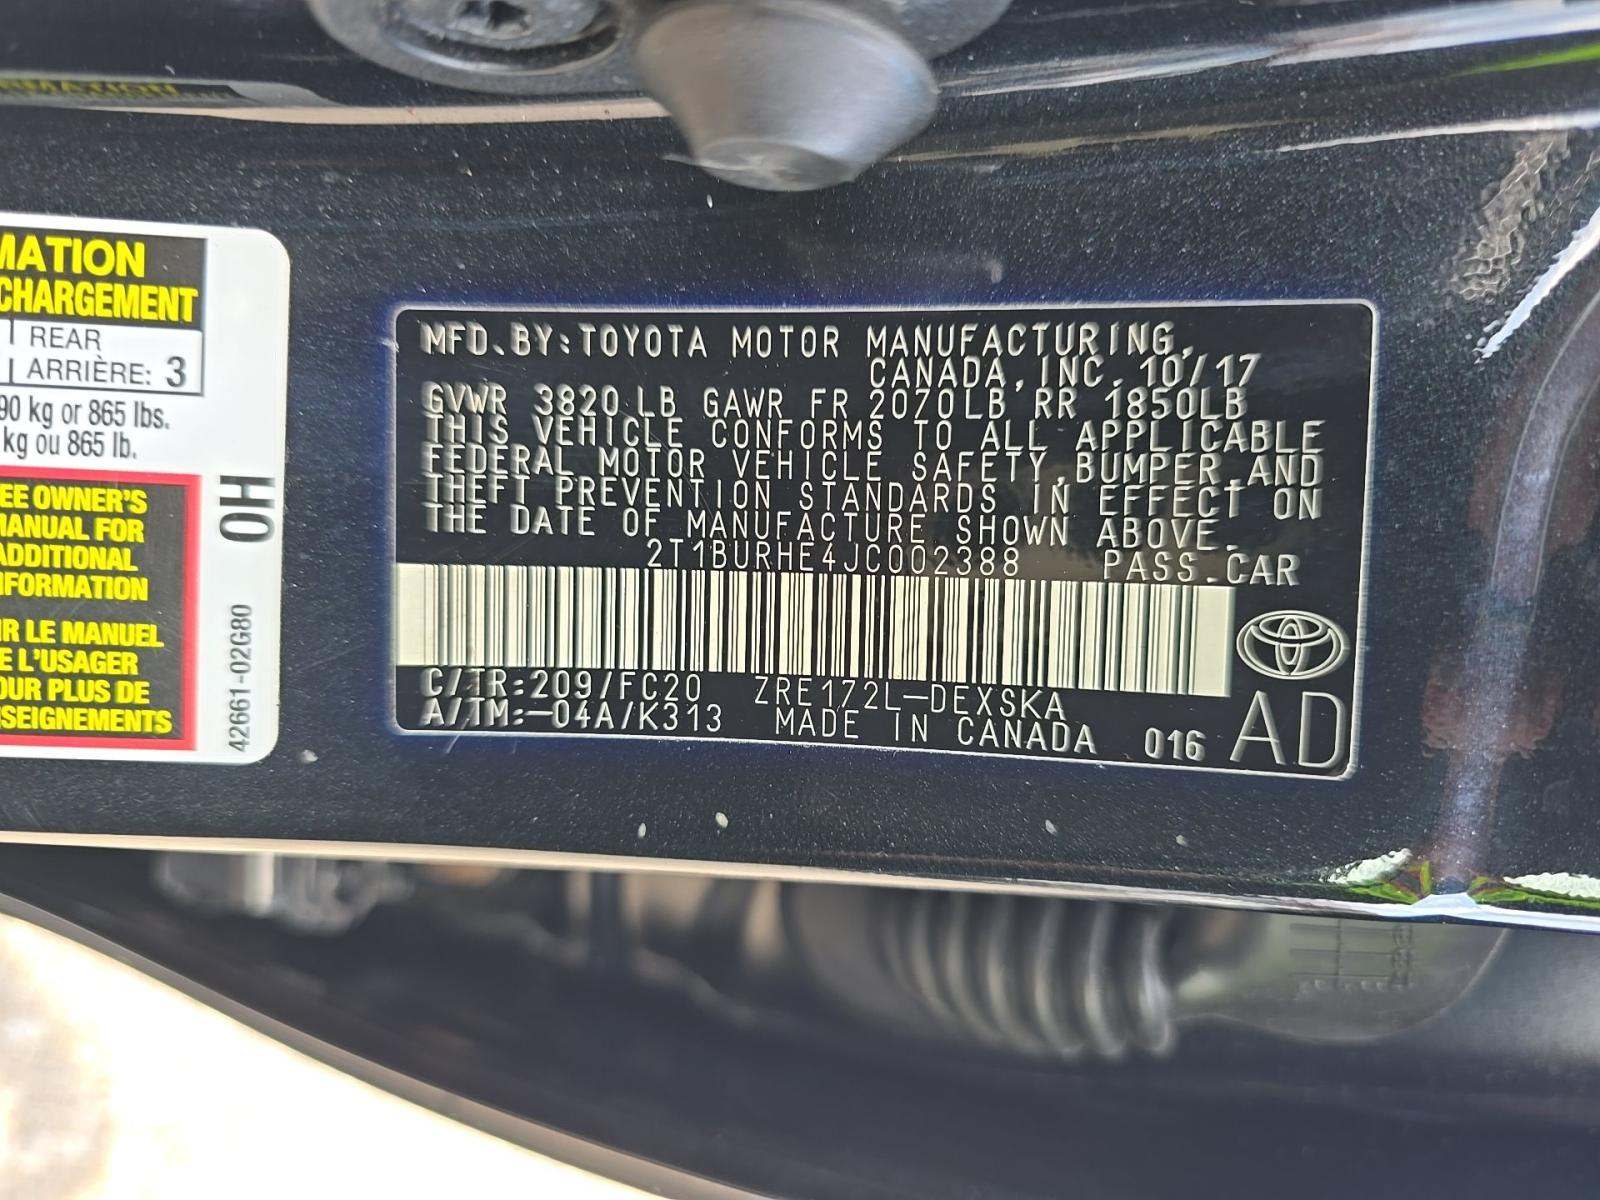 RMATION
MATION
CHARGEMENT
REAR
ARRIÈRE: 3
90 kg or 865 lbs.
kg ou 865 lb.
EE OWNER'S
MANUAL FOR
ADDITIONAL
NFORMATION
IR LE MANUEL
E L'USAGER
OUR PLUS DE
SEIGNEMENTS
OH
42661-02G80
MFD.BY:TOYOTA MOTOR MANUFACTURING,
CANADA,INC. 10/17
GVWR 3820 LB GAWR FR 2070LB RR 1850LB
THIS VEHICLE CONFORMS TO ALL APPLICABLE
FEDERAL MOTOR VEHICLE SAFETY,BUMPER,AND
THEFT PREVENTION STANDARDS IN EFFECT ON
THE DATE OF MANUFACTURE SHOWN ABOVE.
2T1BURHE4JC002388 PASS.CAR
C/TR:209/FC20 ZRE172L-DEXSKA
A/TM:-04A/K313 MADE IN CANADA 016 AD